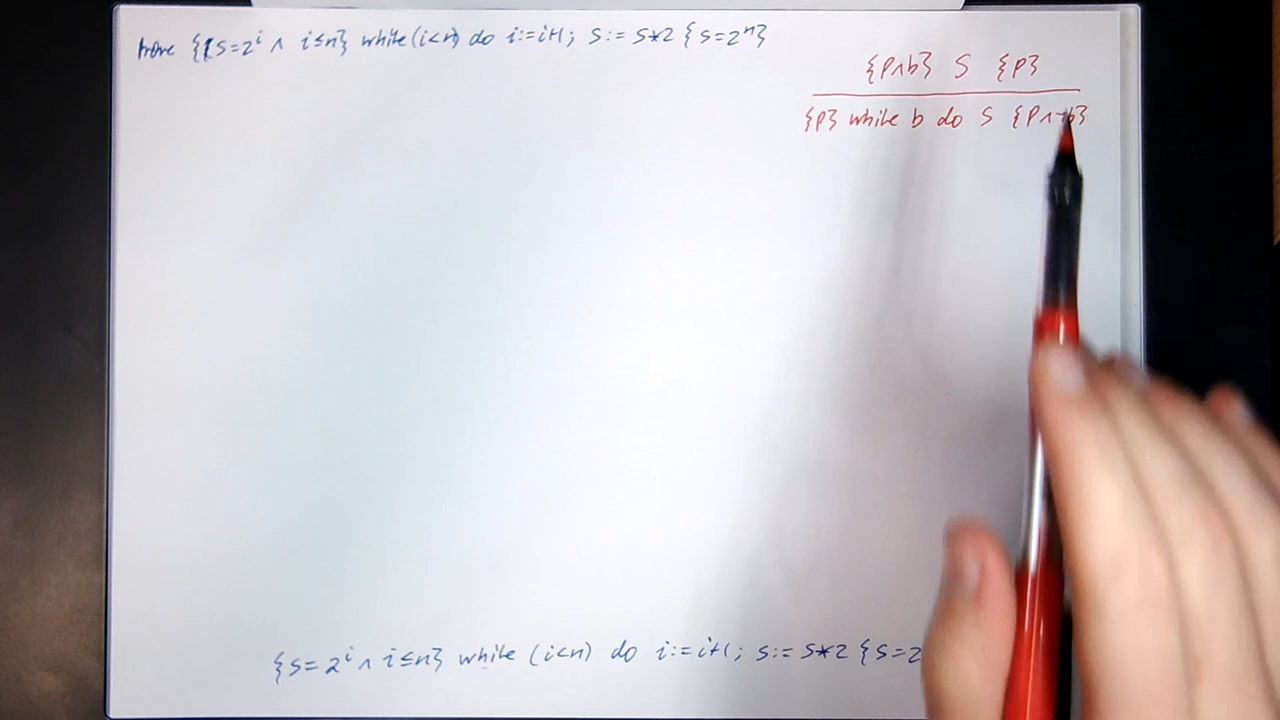 Prove {S=2^i ∧ i≤n} while (i<n) do i:=i+1; S:= S*2 {S=2^n}
{P∧b} S {P}
{P} while b do S {P∧¬b}
{S=2^i ∧ i≤n} while (i<n) do i:=i+1; S:= S*2 {S=2